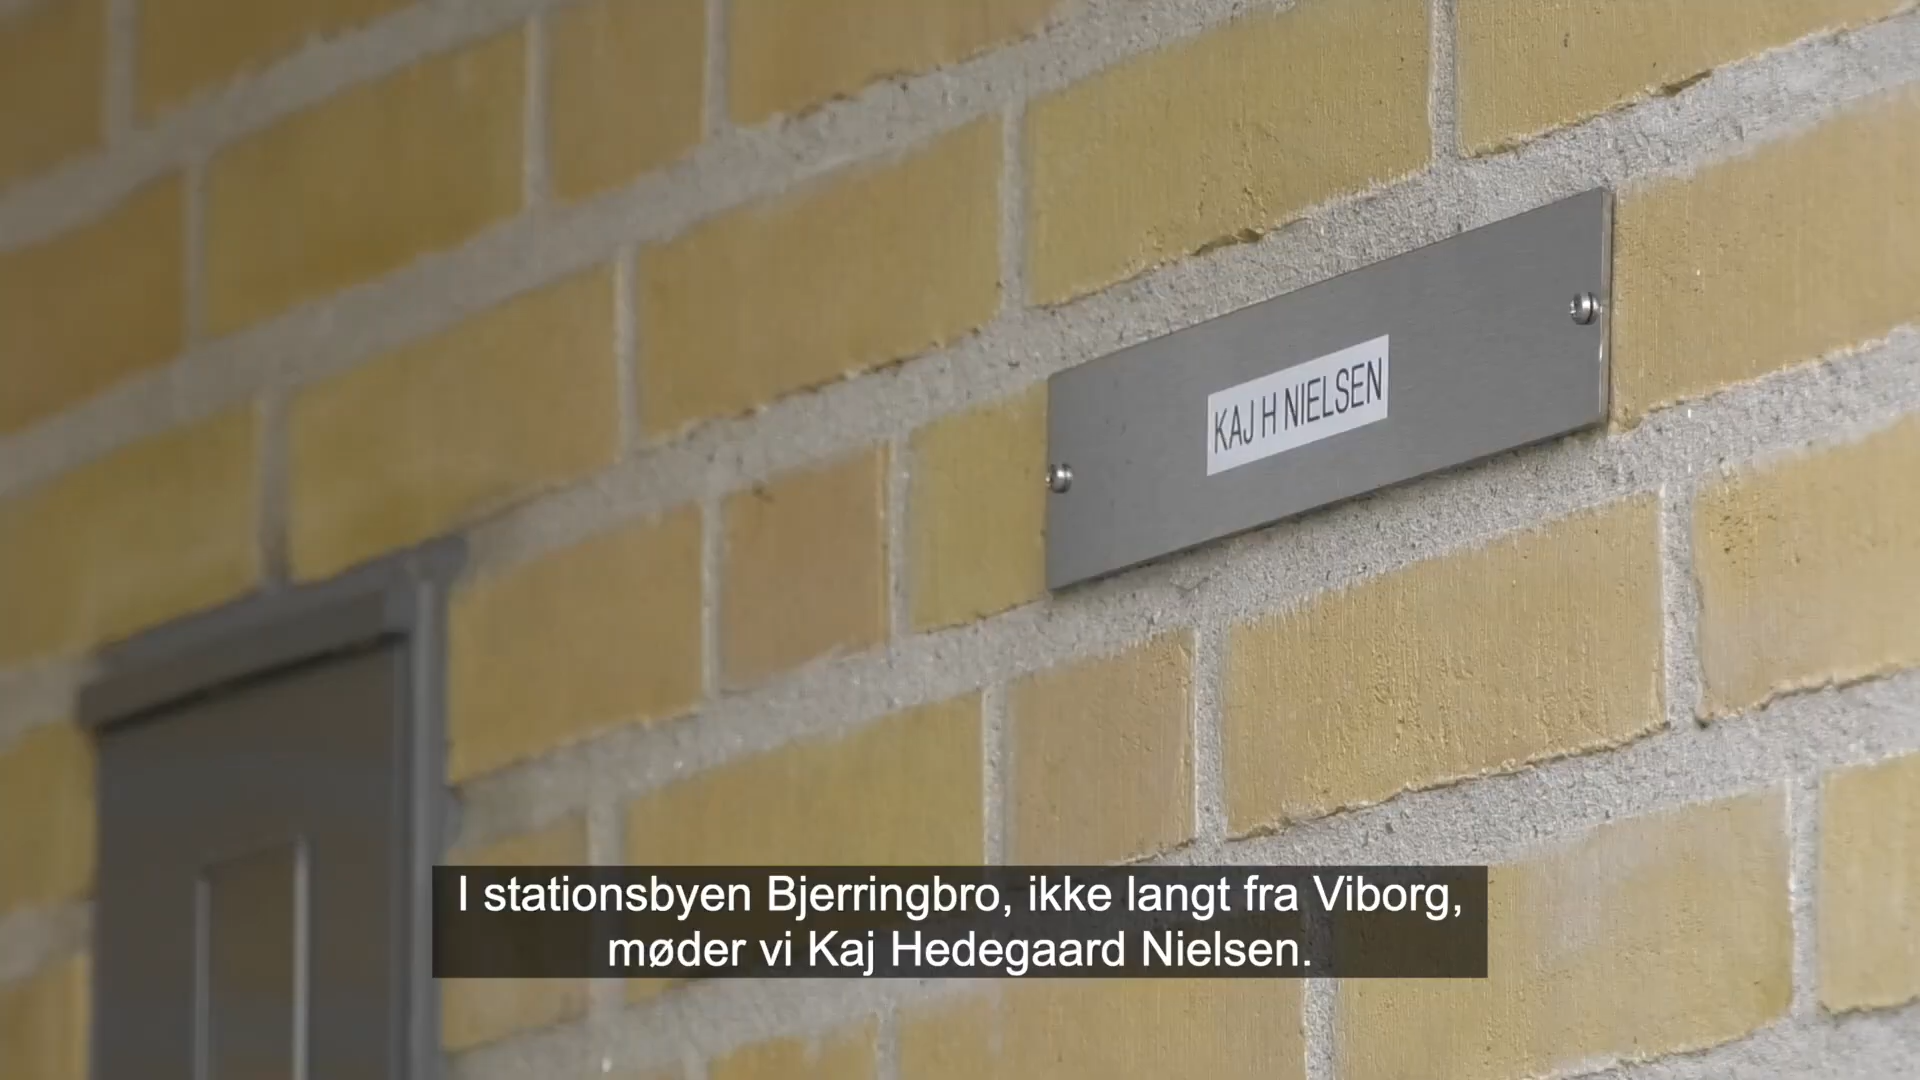 KAJ H NIELSEN
I stationsbyen Bjerringbro, ikke langt fra Viborg,
møder vi Kaj Hedegaard Nielsen.